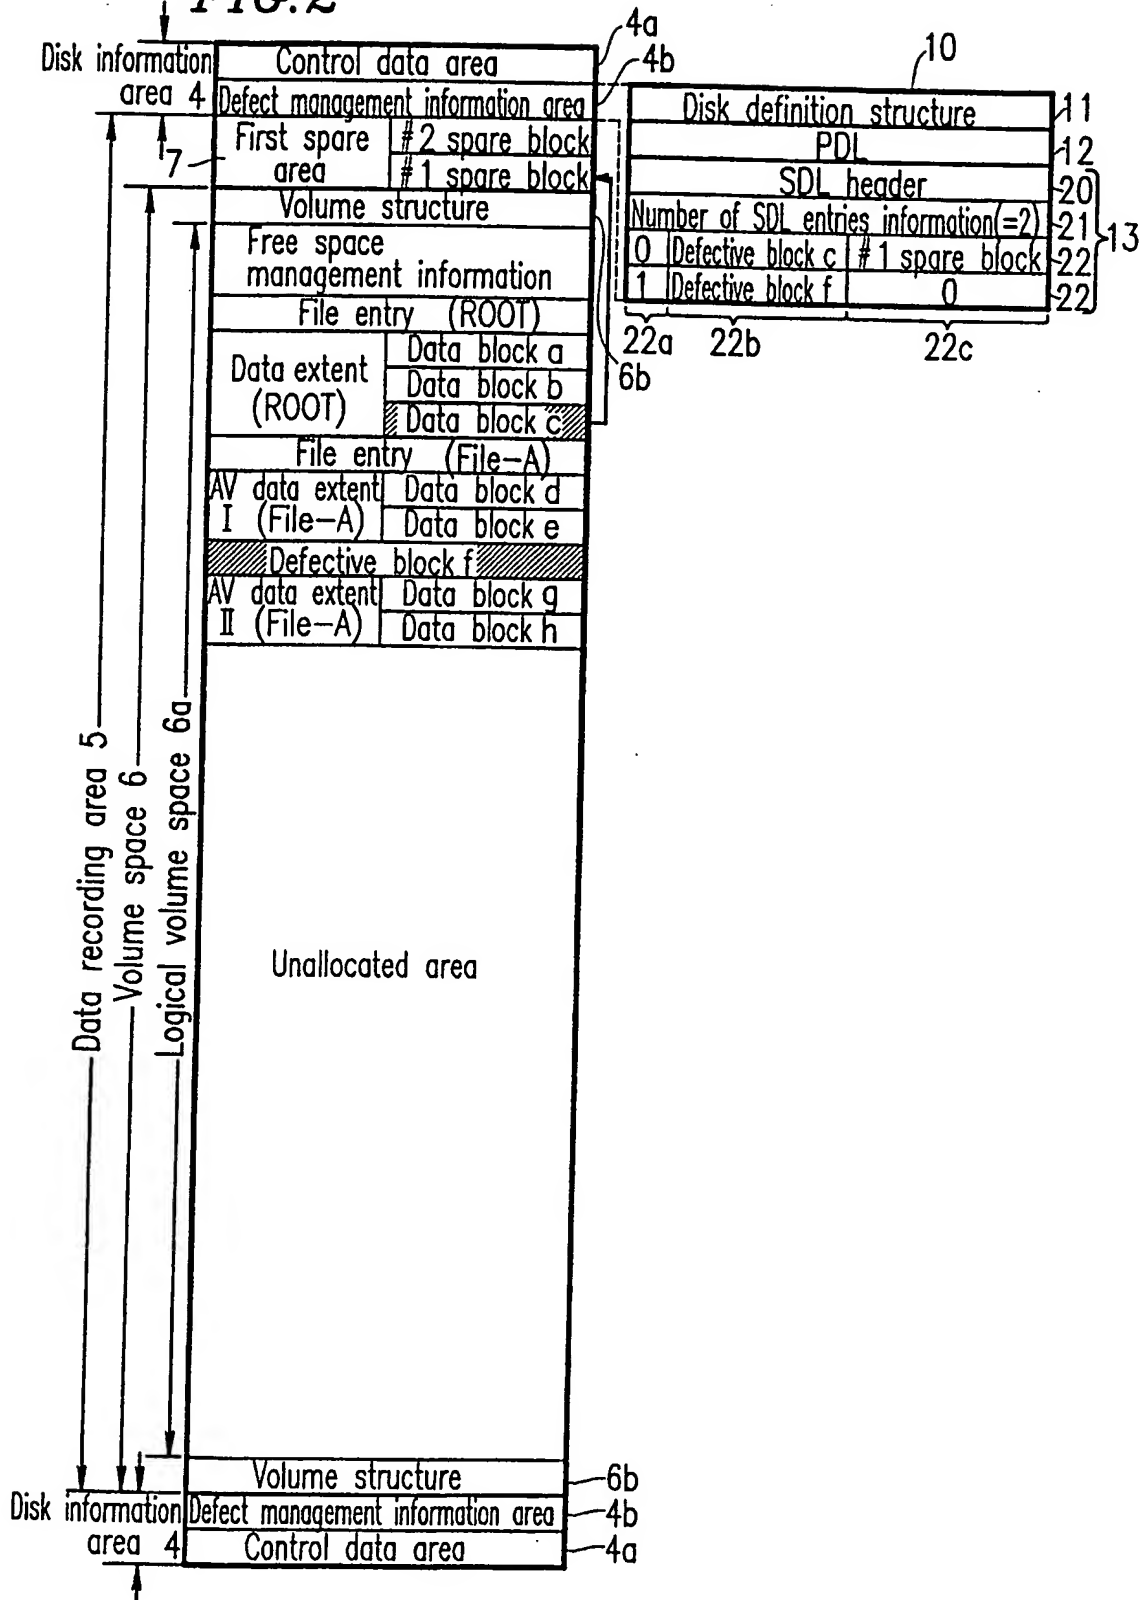 FIG.2
4a
Disk information
area 4
Control data area
4b
Defect management information area
10
Disk definition structure
11
PDL
12
SDL header
20
Number of SDL entries information(=2)
21
13
0 Defective block c #1 spare block
22
1 Defective block f 0
22
22a 22b 22c
7
First spare
area
#2 spare block
#1 spare block
Volume structure
6b
Free space
management information
File entry (ROOT)
Data extent
(ROOT)
Data block a
Data block b
Data block c
File entry (File-A)
AV data extent
I (File-A)
Data block d
Data block e
Defective block f
AV data extent
II (File-A)
Data block g
Data block h
Data recording area 5
Volume space 6
Logical volume space 6a
Unallocated area
Volume structure
6b
Disk information
area 4
Defect management information area
4b
Control data area
4a